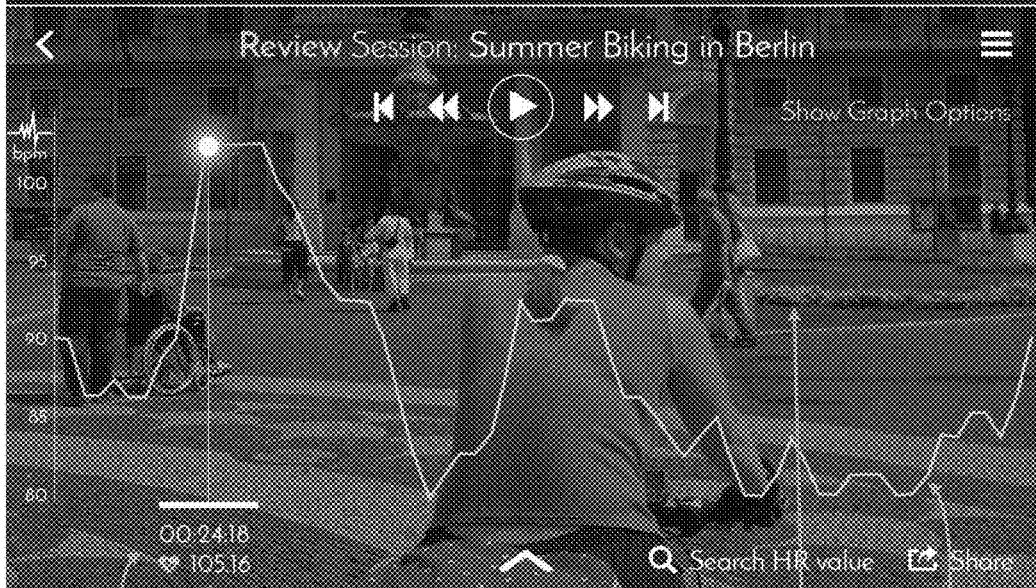 Review Session: Summer Biking in Berlin
Show Graph Options
bpm
100
95
90
85
80
00:24:18
105.16
Search HR value
Share